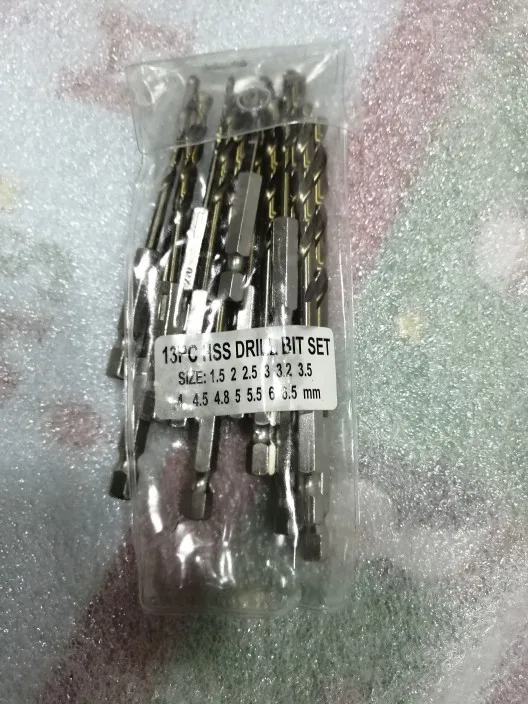 13PC HSS DRILL BIT SET
SIZE: 1.5 2 2.5 3 3.2 3.5
4 4.5 4.8 5 5.5 6 6.5 mm